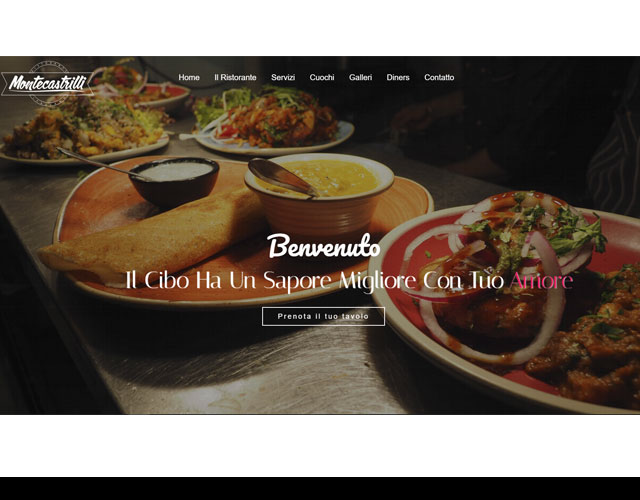 Montecastrilli
Home Il Ristorante Servizi Cuochi Galleri Diners Contatto
Benvenuto
Il Cibo Ha Un Sapore Migliore Con Tuo Amore
Prenota il tuo tavolo